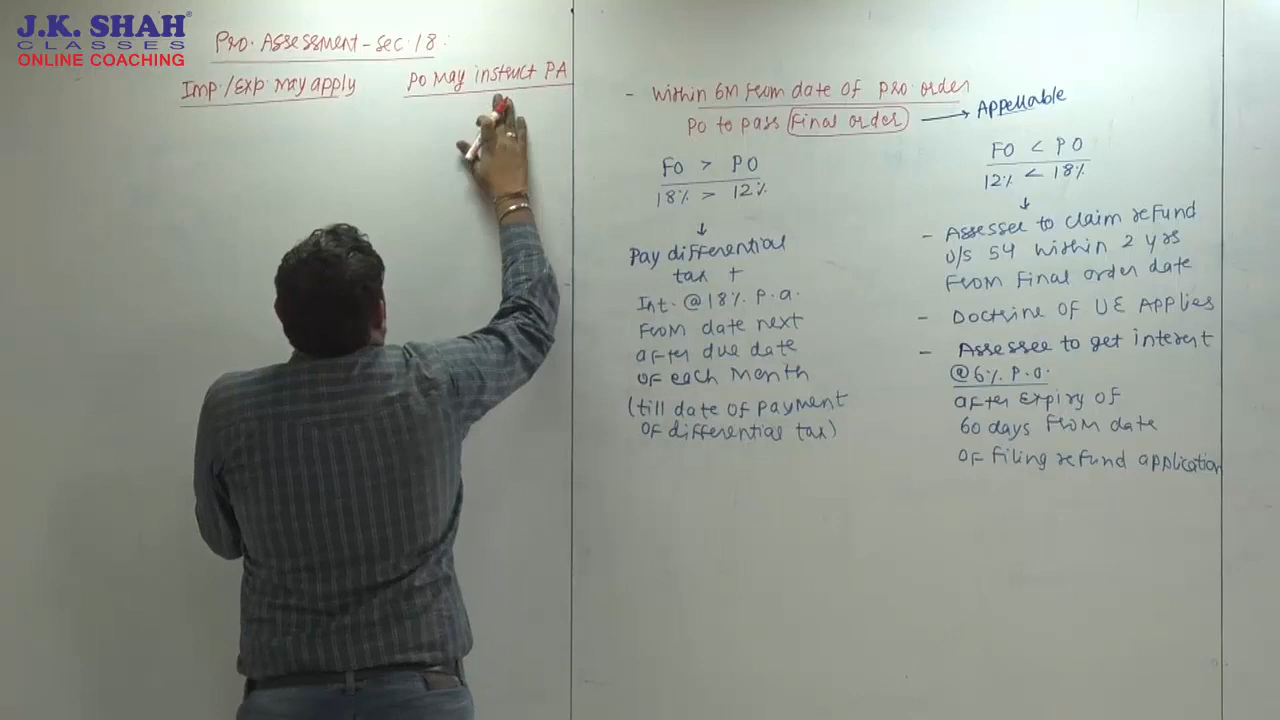 J.K. SHAH®
CLASSES
ONLINE COACHING
Pro. Assessment - Sec. 18:
Imp./Exp. may apply
PO May instruct PA
- Within 6M from date of pro order
PO to pass Final order → Appellable
FO > PO
18% > 12%
↓
Pay differential
tax +
Int. @ 18% p.a.
From date next
after due date
of each Month
(till date of payment
of differential tax)
FO < PO
12% < 18%
↓
- Assessee to claim refund
U/s 54 within 2 yrs
from final order date
- Doctrine of UE Applies
- Assessee to get interest
@ 6% p.a.
after expiry of
60 days from date
of filing refund application